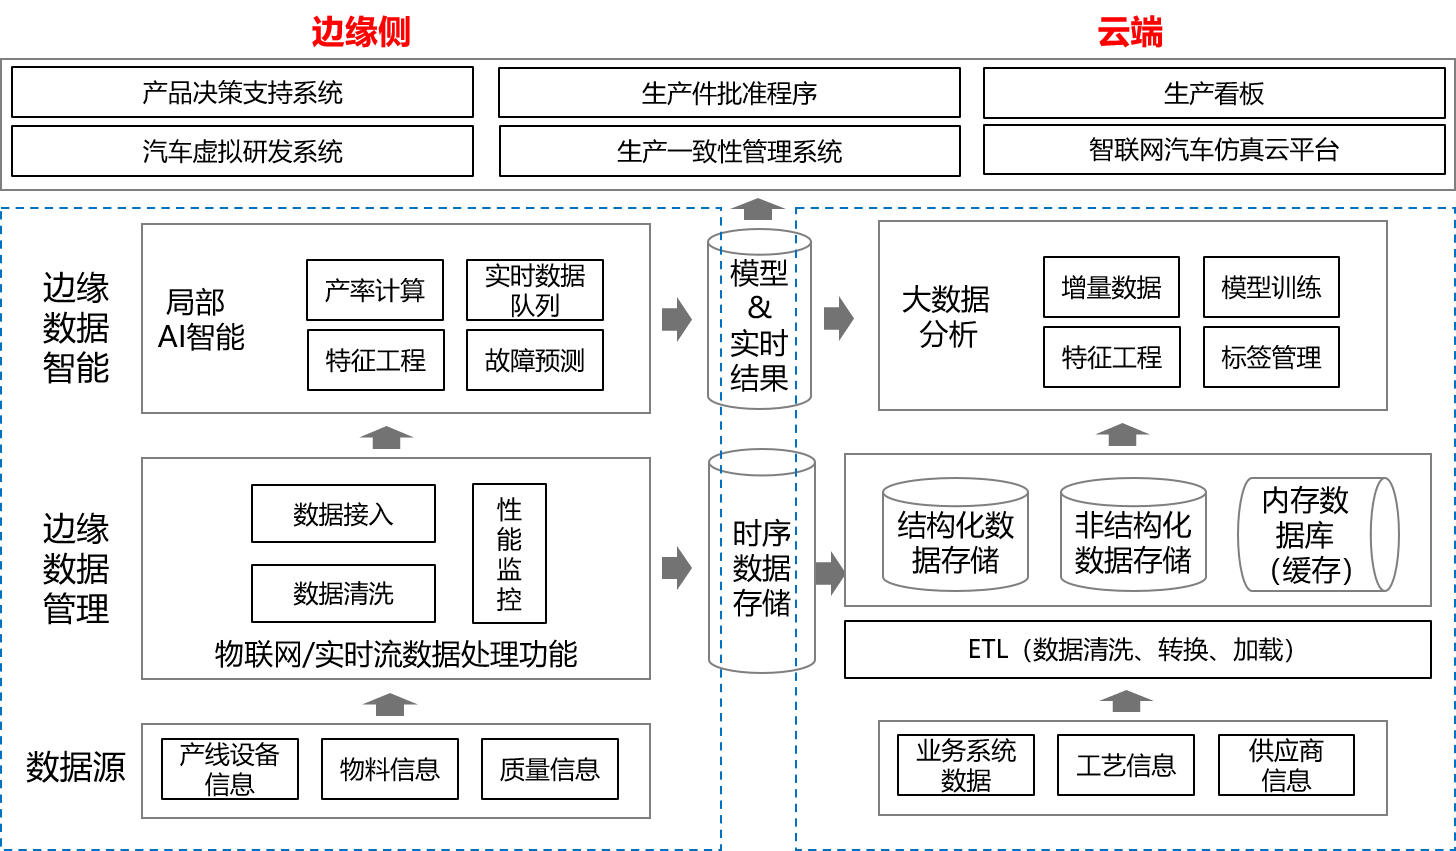 边缘侧
云端
产品决策支持系统
生产件批准程序
生产看板
汽车虚拟研发系统
生产一致性管理系统
智联网汽车仿真云平台
边缘
数据
智能
局部
AI智能
产率计算
实时数据
队列
特征工程
故障预测
模型
&
实时
结果
大数据
分析
增量数据
模型训练
特征工程
标签管理
边缘
数据
管理
数据接入
数据清洗
性
能
监
控
物联网/实时流数据处理功能
时序
数据
存储
结构化数
据存储
非结构化
数据存储
内存数
据库
（缓存）
ETL（数据清洗、转换、加载）
数据源
产线设备
信息
物料信息
质量信息
业务系统
数据
工艺信息
供应商
信息